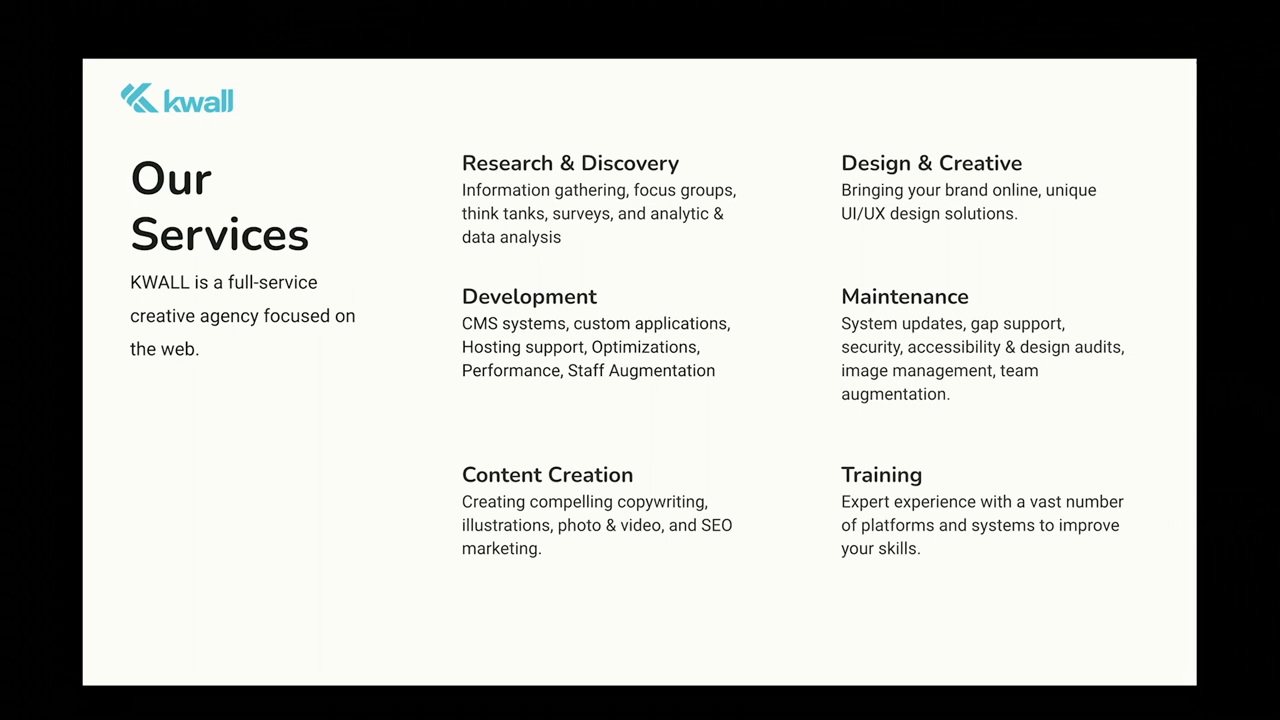 kwall
Our
Services
KWALL is a full-service
creative agency focused on
the web.
Research & Discovery
Information gathering, focus groups,
think tanks, surveys, and analytic &
data analysis
Design & Creative
Bringing your brand online, unique
UI/UX design solutions.
Development
CMS systems, custom applications,
Hosting support, Optimizations,
Performance, Staff Augmentation
Maintenance
System updates, gap support,
security, accessibility & design audits,
image management, team
augmentation.
Content Creation
Creating compelling copywriting,
illustrations, photo & video, and SEO
marketing.
Training
Expert experience with a vast number
of platforms and systems to improve
your skills.